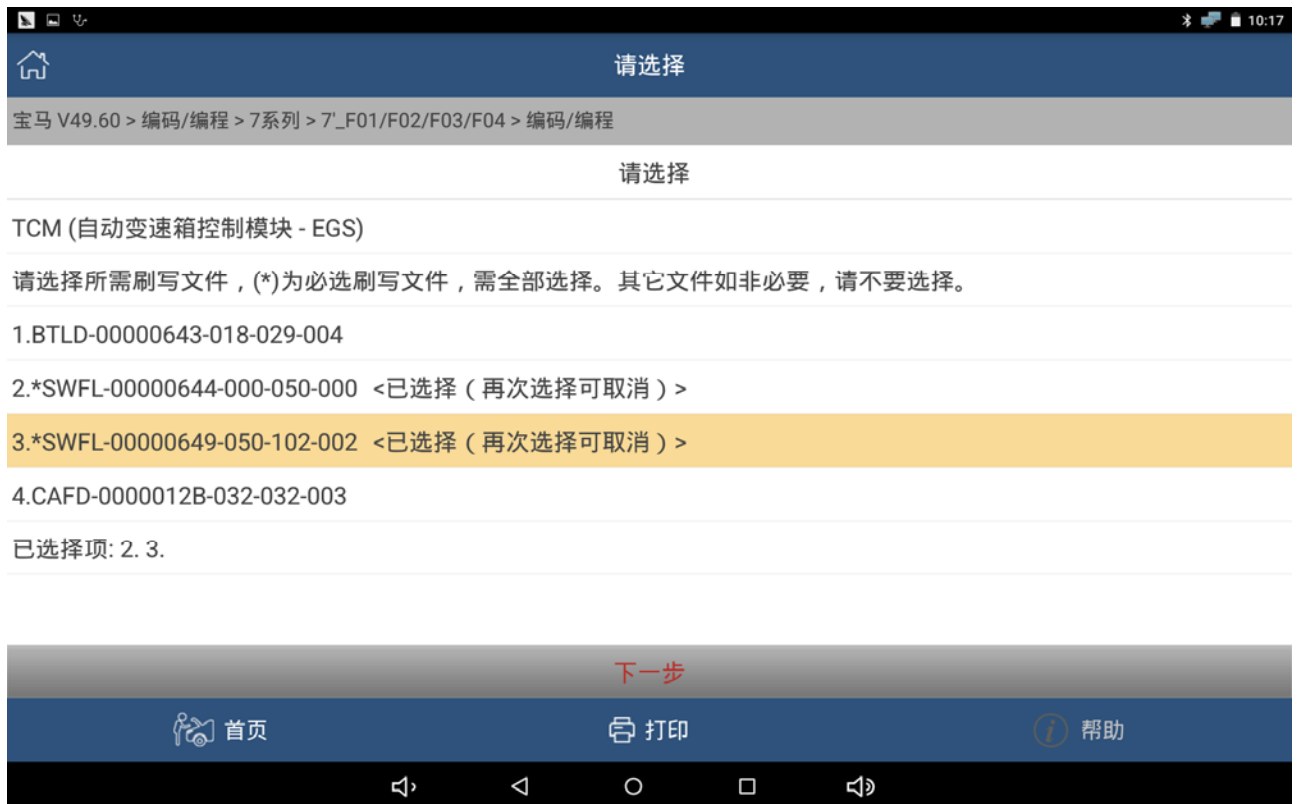 10:17
请选择
宝马 V49.60 > 编码/编程 > 7系列 > 7'_F01/F02/F03/F04 > 编码/编程
请选择
TCM (自动变速箱控制模块 - EGS)
请选择所需刷写文件，(*)为必选刷写文件，需全部选择。其它文件如非必要，请不要选择。
1.BTLD-00000643-018-029-004
2.*SWFL-00000644-000-050-000 <已选择（再次选择可取消）>
3.*SWFL-00000649-050-102-002 <已选择（再次选择可取消）>
4.CAFD-0000012B-032-032-003
已选择项: 2. 3.
下一步
首页 打印 帮助